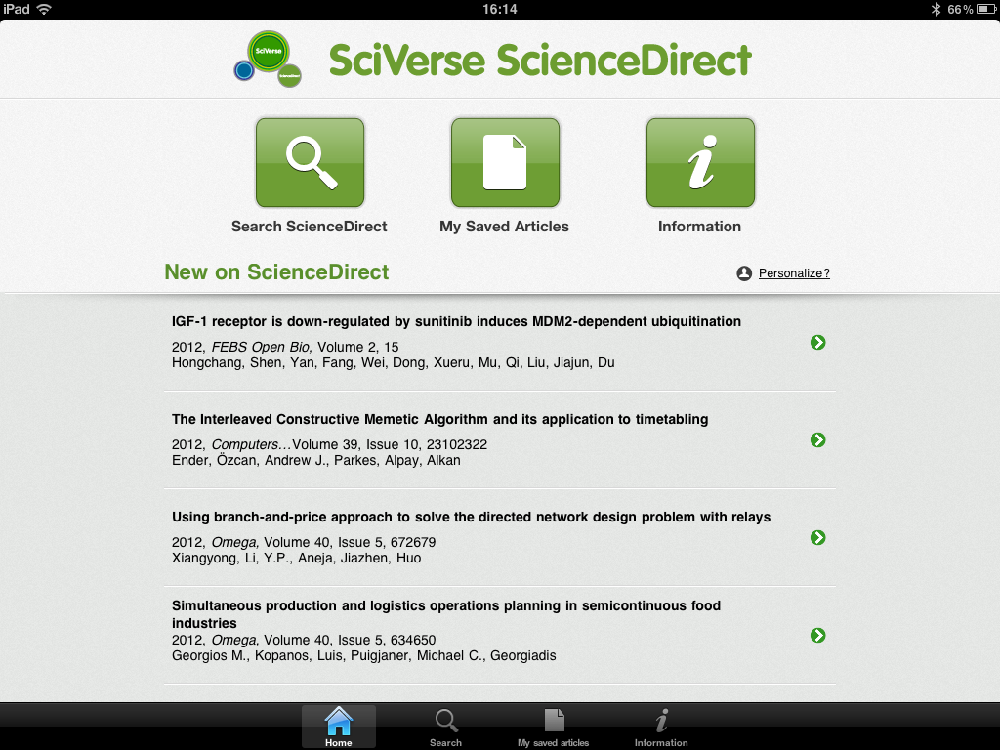 iPad
16:14
66%
SciVerse
SciVerse ScienceDirect
Search ScienceDirect
My Saved Articles
Information
New on ScienceDirect
Personalize?
IGF-1 receptor is down-regulated by sunitinib induces MDM2-dependent ubiquitination
2012, FEBS Open Bio, Volume 2, 15
Hongchang, Shen, Yan, Fang, Wei, Dong, Xueru, Mu, Qi, Liu, Jiajun, Du
The Interleaved Constructive Memetic Algorithm and its application to timetabling
2012, Computers…Volume 39, Issue 10, 23102322
Ender, Özcan, Andrew J., Parkes, Alpay, Alkan
Using branch-and-price approach to solve the directed network design problem with relays
2012, Omega, Volume 40, Issue 5, 672679
Xiangyong, Li, Y.P., Aneja, Jiazhen, Huo
Simultaneous production and logistics operations planning in semicontinuous food
industries
2012, Omega, Volume 40, Issue 5, 634650
Georgios M., Kopanos, Luis, Puigjaner, Michael C., Georgiadis
Home
Search
My saved articles
Information